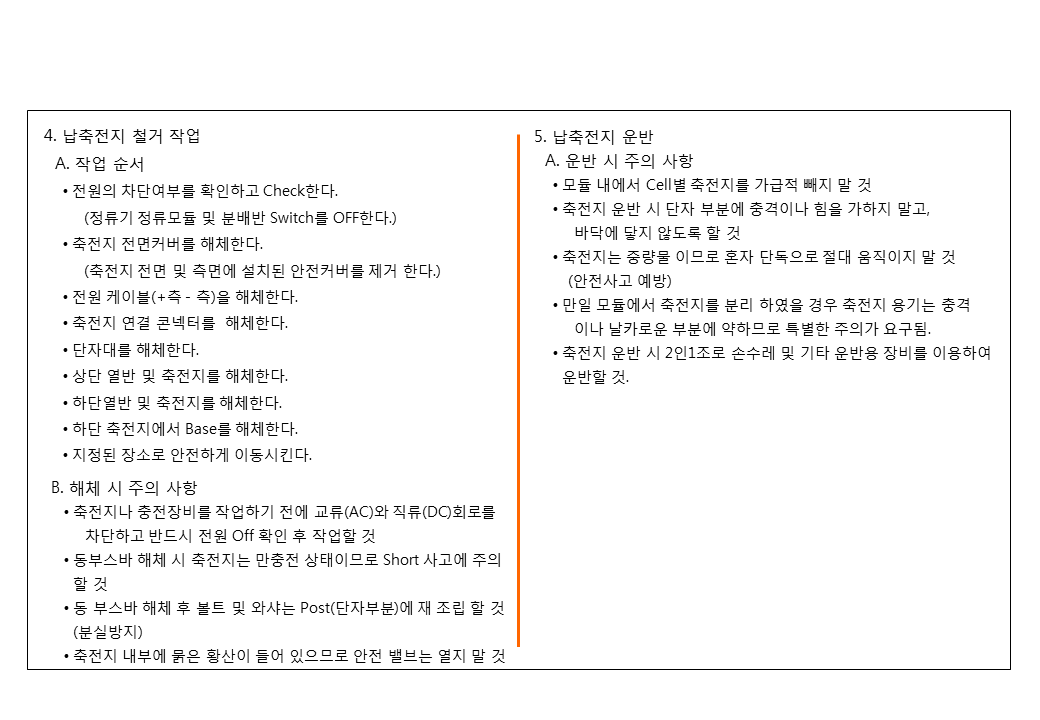 4. 납축전지 철거 작업
A. 작업 순서
• 전원의 차단여부를 확인하고 Check한다.
(정류기 정류모듈 및 분배반 Switch를 OFF한다.)
• 축전지 전면커버를 해체한다.
(축전지 전면 및 측면에 설치된 안전커버를 제거 한다.)
• 전원 케이블(+측 - 측)을 해체한다.
• 축전지 연결 콘넥터를 해체한다.
• 단자대를 해체한다.
• 상단 열반 및 축전지를 해체한다.
• 하단열반 및 축전지를 해체한다.
• 하단 축전지에서 Base를 해체한다.
• 지정된 장소로 안전하게 이동시킨다.
B. 해체 시 주의 사항
• 축전지나 충전장비를 작업하기 전에 교류(AC)와 직류(DC)회로를
차단하고 반드시 전원 Off 확인 후 작업할 것
• 동부스바 해체 시 축전지는 만충전 상태이므로 Short 사고에 주의
할 것
• 동 부스바 해체 후 볼트 및 와샤는 Post(단자부분)에 재 조립 할 것
(분실방지)
• 축전지 내부에 묽은 황산이 들어 있으므로 안전 밸브는 열지 말 것
5. 납축전지 운반
A. 운반 시 주의 사항
• 모듈 내에서 Cell별 축전지를 가급적 빼지 말 것
• 축전지 운반 시 단자 부분에 충격이나 힘을 가하지 말고,
바닥에 닿지 않도록 할 것
• 축전지는 중량물 이므로 혼자 단독으로 절대 움직이지 말 것
(안전사고 예방)
• 만일 모듈에서 축전지를 분리 하였을 경우 축전지 용기는 충격
이나 날카로운 부분에 약하므로 특별한 주의가 요구됨.
• 축전지 운반 시 2인1조로 손수레 및 기타 운반용 장비를 이용하여
운반할 것.